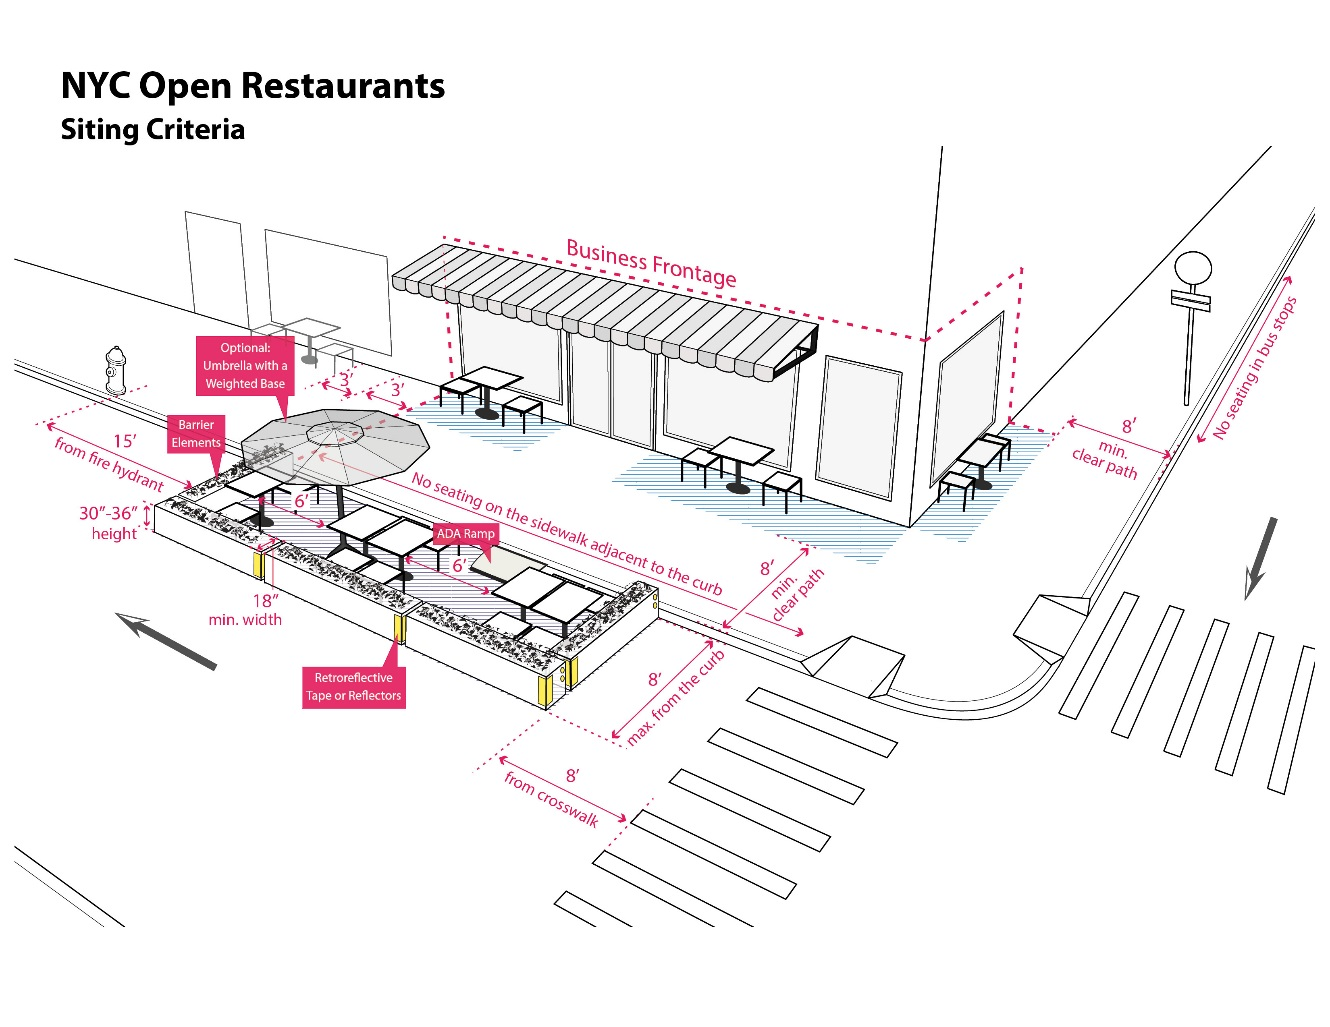 NYC Open Restaurants
Siting Criteria
Business Frontage
Optional:
Umbrella with a
Weighted Base
3’
3’
Barrier
Elements
15’
from fire hydrant
30”-36”
height
6’
No seating on the sidewalk adjacent to the curb
ADA Ramp
6’
18”
min. width
Retroreflective
Tape or Reflectors
8’
min.
clear path
8’
max. from the curb
8’
from crosswalk
8’
min.
clear path
No seating in bus stops